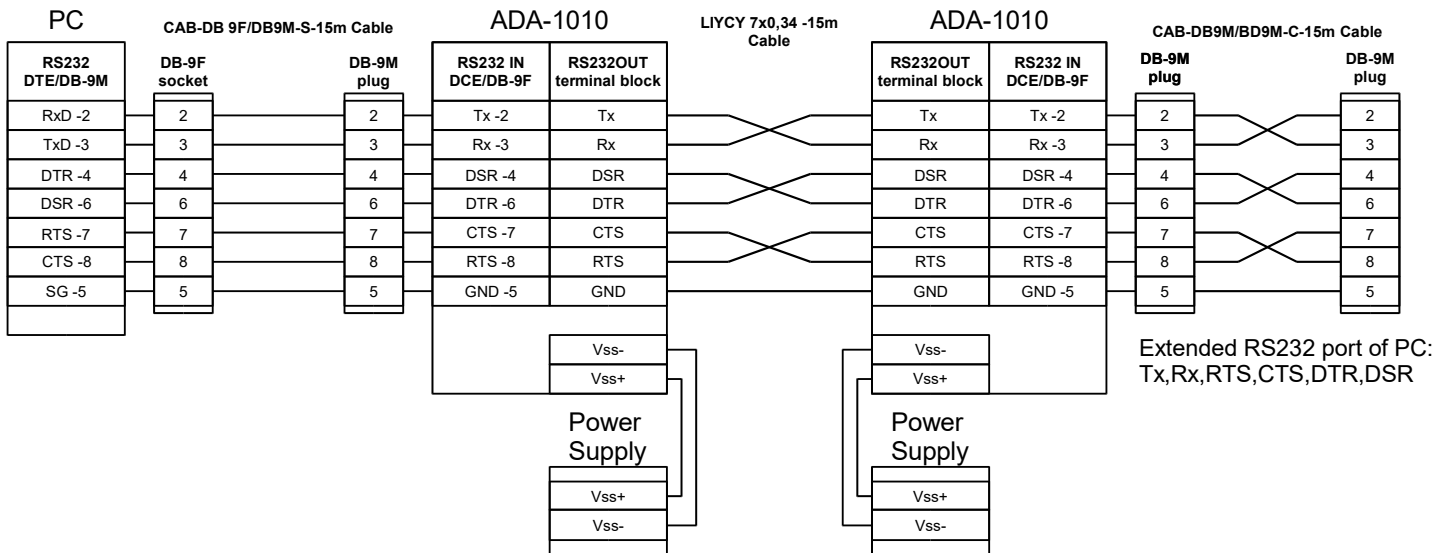 PC
CAB-DB 9F/DB9M-S-15m Cable
ADA-1010
LIYCY 7x0,34 -15m
Cable
ADA-1010
CAB-DB9M/BD9M-C-15m Cable
RS232
DTE/DB-9M
DB-9F
socket
DB-9M
plug
RS232 IN
DCE/DB-9F
RS232OUT
terminal block
RS232OUT
terminal block
RS232 IN
DCE/DB-9F
DB-9M
plug
DB-9M
plug
RxD -2 2 2 Tx -2 Tx Tx Tx -2 2 2
TxD -3 3 3 Rx -3 Rx Rx Rx -3 3 3
DTR -4 4 4 DSR -4 DSR DSR DSR -4 4 4
DSR -6 6 6 DTR -6 DTR DTR DTR -6 6 6
RTS -7 7 7 CTS -7 CTS CTS CTS -7 7 7
CTS -8 8 8 RTS -8 RTS RTS RTS -8 8 8
SG -5 5 5 GND -5 GND GND GND -5 5 5
Vss- Vss-
Vss+ Vss+
Extended RS232 port of PC:
Tx,Rx,RTS,CTS,DTR,DSR
Power
Supply
Power
Supply
Vss+ Vss+
Vss- Vss-